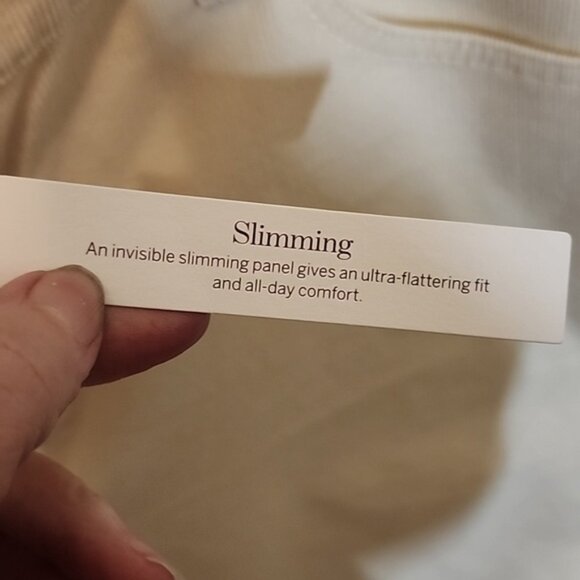 Slimming
An invisible slimming panel gives an ultra-flattering fit
and all-day comfort.